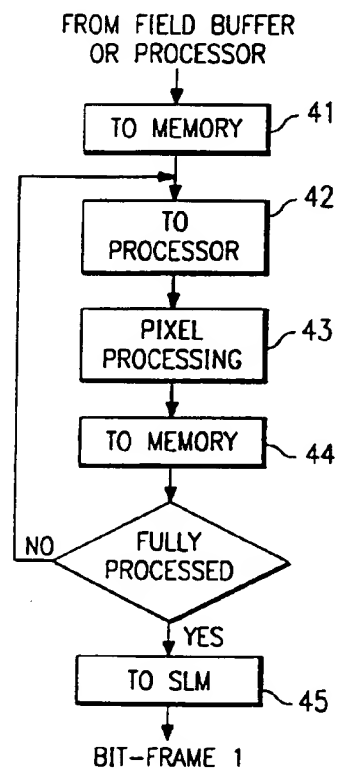 FROM FIELD BUFFER
OR PROCESSOR
TO MEMORY
41
TO
PROCESSOR
42
PIXEL
PROCESSING
43
TO MEMORY
44
FULLY
PROCESSED
NO
YES
TO SLM
45
BIT-FRAME 1